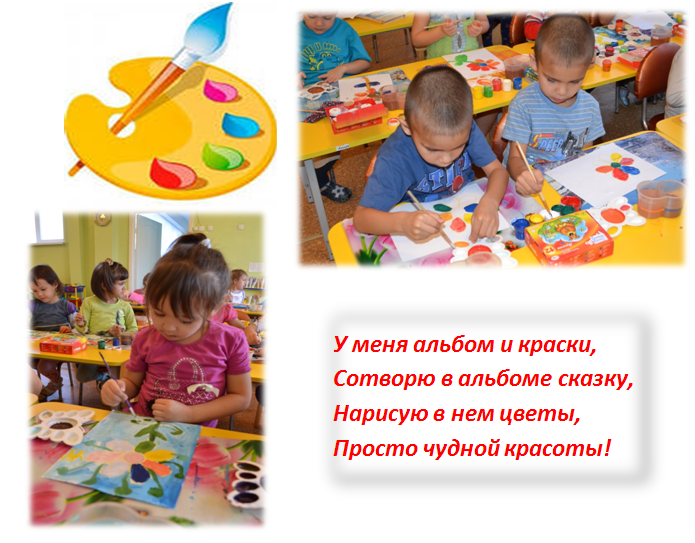 У меня альбом и краски,
Сотворю в альбоме сказку,
Нарисую в нем цветы,
Просто чудной красоты!